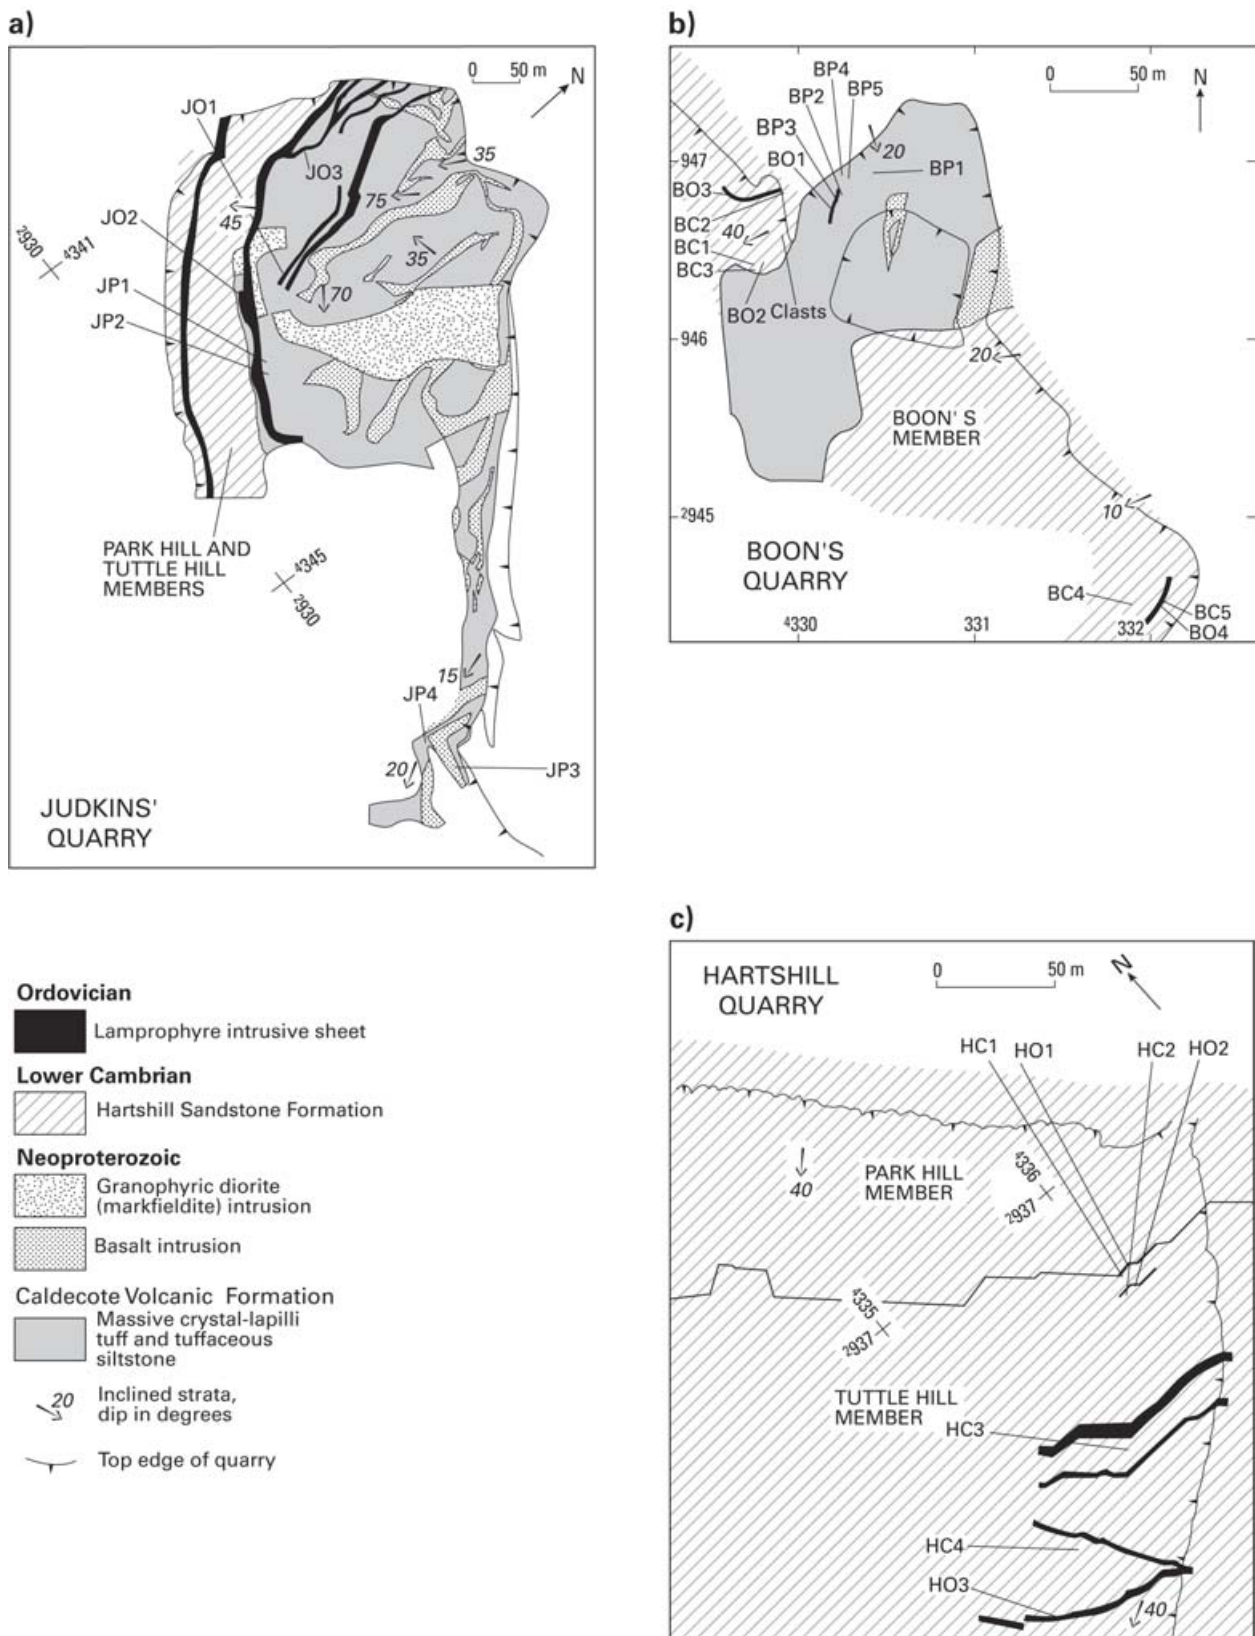 a)
0 50 m
N
JO1
JO3
35
75
JO2
45
²930
⁴341
35
JP1
70
JP2
PARK HILL AND
TUTTLE HILL
MEMBERS
⁴345
²930
15
JP4
20
JP3
JUDKINS'
QUARRY
b)
BP4
BP2
BP5
BP3
0 50 m
N
BO1
20
947
BP1
BO3
BC2
40
BC1
BC3
BO2
Clasts
946
20
BOON' S
MEMBER
10
²945
BOON'S
QUARRY
BC4
BC5
BO4
⁴330
331
332
Ordovician
Lamprophyre intrusive sheet
Lower Cambrian
Hartshill Sandstone Formation
Neoproterozoic
Granophyric diorite
(markfieldite) intrusion
Basalt intrusion
Caldecote Volcanic Formation
Massive crystal-lapilli
tuff and tuffaceous
siltstone
20
Inclined strata,
dip in degrees
Top edge of quarry
c)
HARTSHILL
QUARRY
0 50 m
N
HC1
HO1
HC2
HO2
PARK HILL
MEMBER
40
⁴336
²937
⁴335
²937
TUTTLE HILL
MEMBER
HC3
HC4
HO3
40